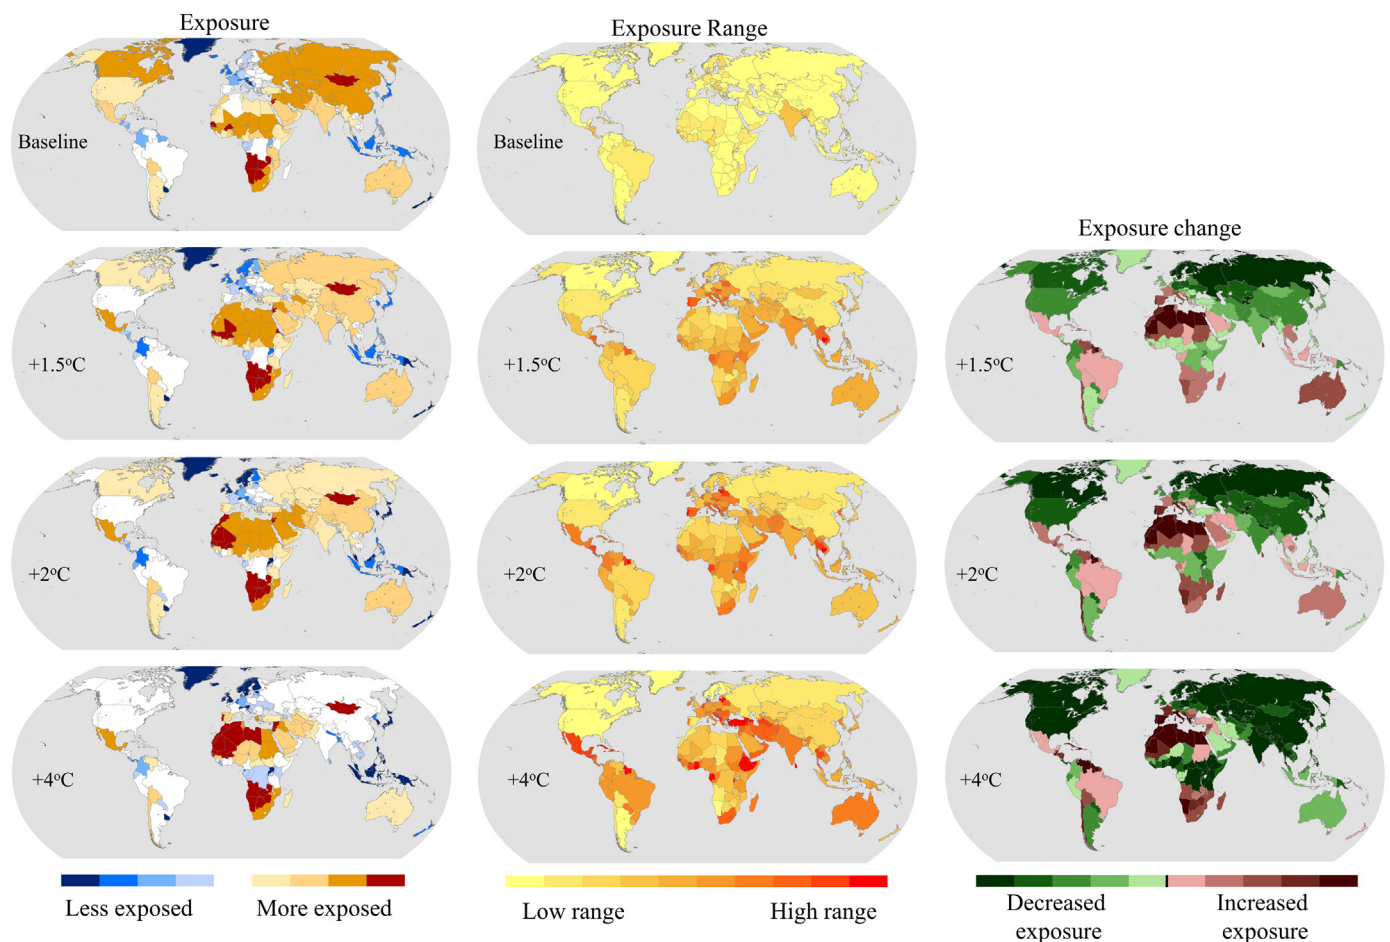 Exposure
Exposure Range
Baseline
Baseline
Exposure change
+1.5°C
+1.5°C
+1.5°C
+2°C
+2°C
+2°C
+4°C
+4°C
+4°C
Less exposed
More exposed
Low range
High range
Decreased
exposure
Increased
exposure